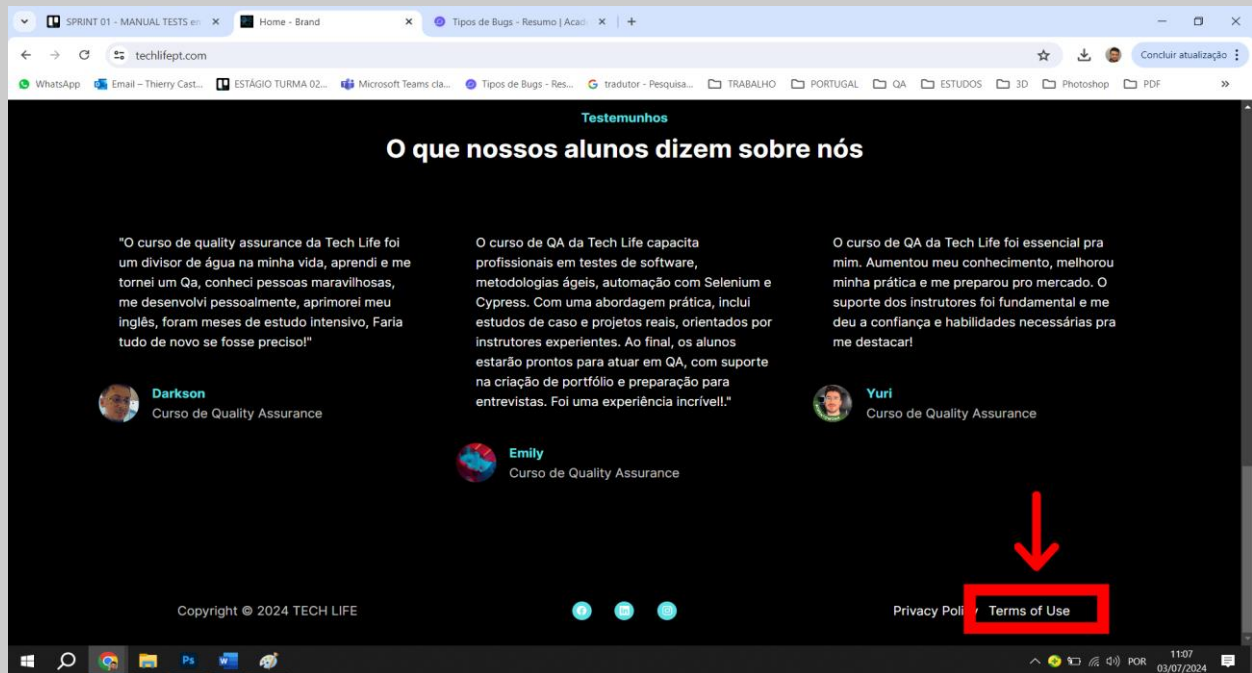 SPRINT 01 - MANUAL TESTS en
Home - Brand
Tipos de Bugs - Resumo | Acad
techlifept.com
Concluir atualização
WhatsApp
Email – Thierry Cast...
ESTÁGIO TURMA 02...
Microsoft Teams cla...
Tipos de Bugs - Res...
tradutor - Pesquisa...
TRABALHO
PORTUGAL
QA
ESTUDOS
3D
Photoshop
PDF
Testemunhos
O que nossos alunos dizem sobre nós
"O curso de quality assurance da Tech Life foi
um divisor de água na minha vida, aprendi e me
tornei um Qa, conheci pessoas maravilhosas,
me desenvolvi pessoalmente, aprimorei meu
inglês, foram meses de estudo intensivo, Faria
tudo de novo se fosse preciso!"
Darkson
Curso de Quality Assurance
O curso de QA da Tech Life capacita
profissionais em testes de software,
metodologias ágeis, automação com Selenium e
Cypress. Com uma abordagem prática, inclui
estudos de caso e projetos reais, orientados por
instrutores experientes. Ao final, os alunos
estarão prontos para atuar em QA, com suporte
na criação de portfólio e preparação para
entrevistas. Foi uma experiência incrível!."
Emily
Curso de Quality Assurance
O curso de QA da Tech Life foi essencial pra
mim. Aumentou meu conhecimento, melhorou
minha prática e me preparou pro mercado. O
suporte dos instrutores foi fundamental e me
deu a confiança e habilidades necessárias pra
me destacar!
Yuri
Curso de Quality Assurance
Copyright © 2024 TECH LIFE
Privacy Policy
Terms of Use
Ps
POR
11:07
03/07/2024